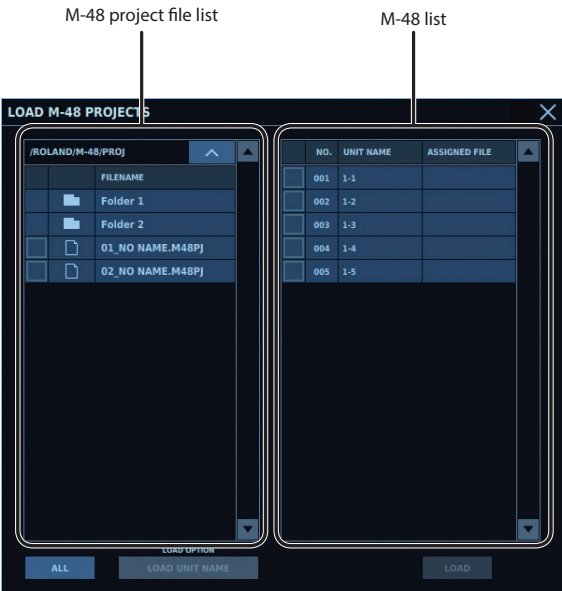 M-48 project file list
M-48 list
LOAD M-48 PROJECTS
/ROLAND/M-48/PROJ
FILENAME
Folder 1
Folder 2
01_NO NAME.M48PJ
02_NO NAME.M48PJ
NO. UNIT NAME ASSIGNED FILE
001 1-1
002 1-2
003 1-3
004 1-4
005 1-5
LOAD OPTION
ALL LOAD UNIT NAME LOAD